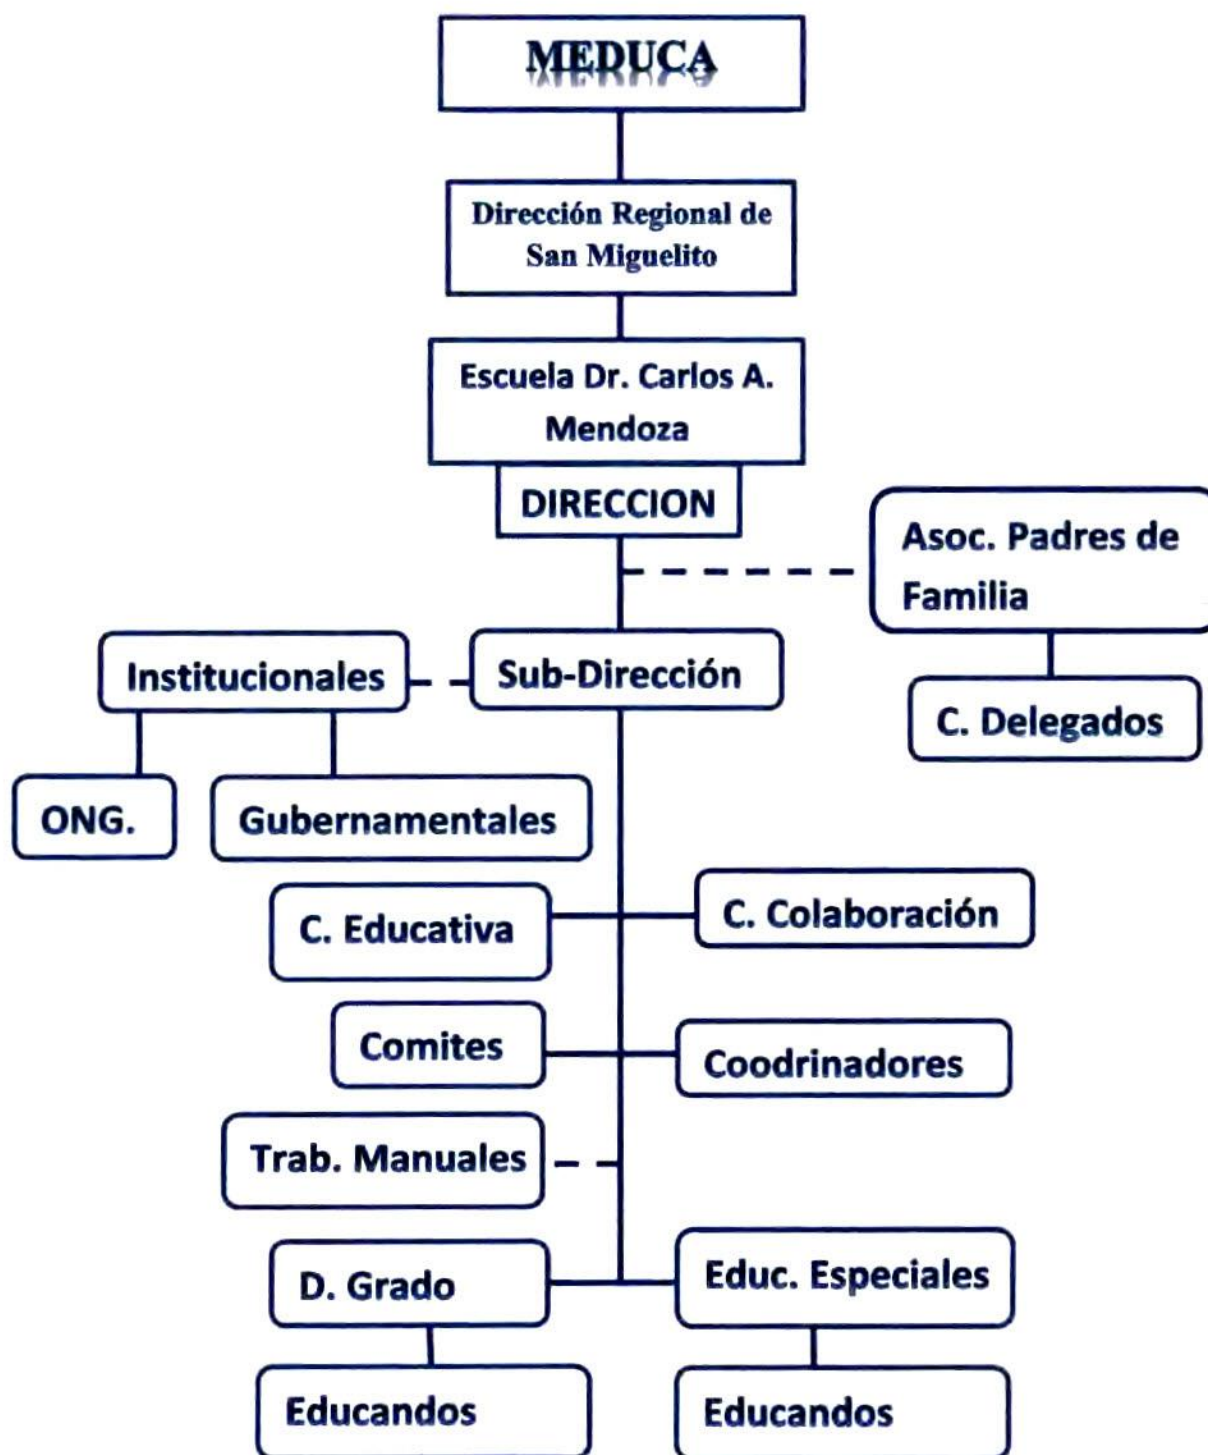 MEDUCA
Dirección Regional de
San Miguelito
Escuela Dr. Carlos A.
Mendoza
DIRECCION
Asoc. Padres de
Familia
Institucionales
Sub-Dirección
C. Delegados
ONG.
Gubernamentales
C. Educativa
C. Colaboración
Comites
Coodrinadores
Trab. Manuales
D. Grado
Educ. Especiales
Educandos
Educandos